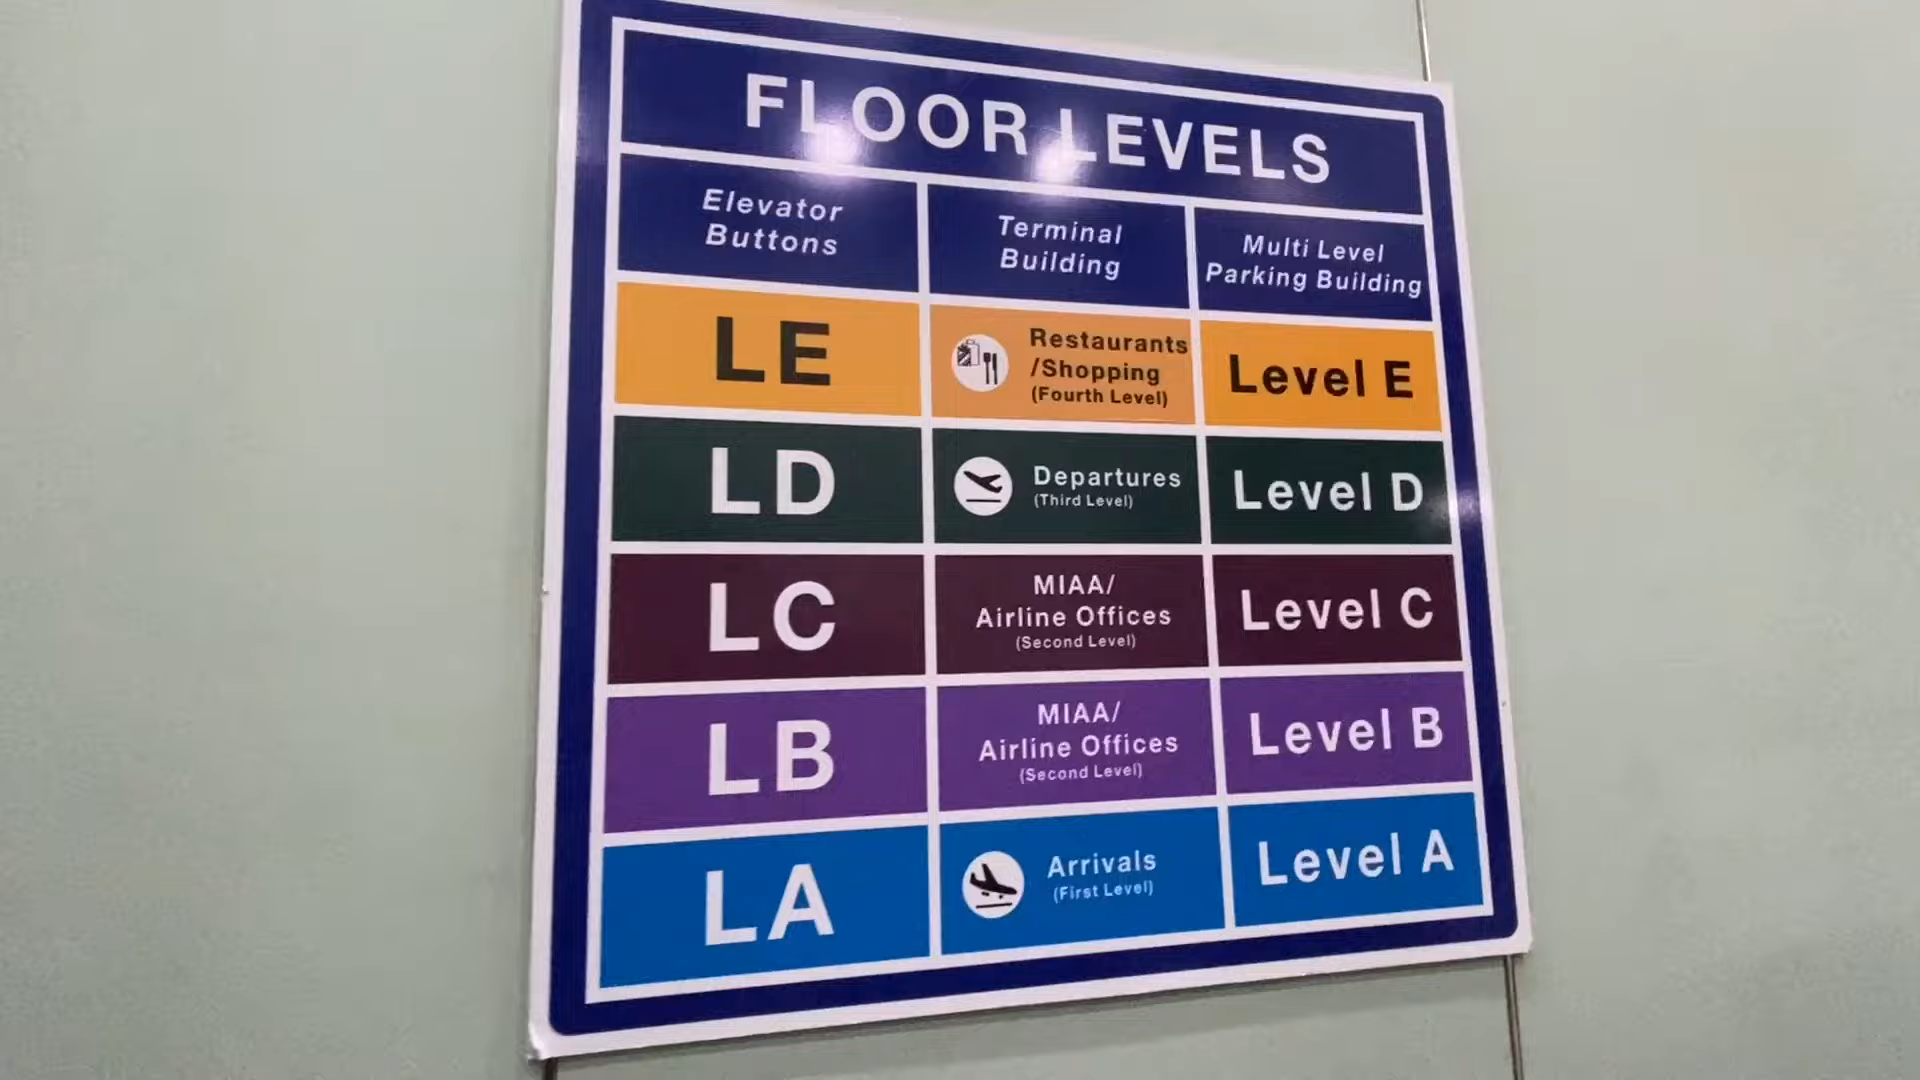 FLOOR LEVELS
Elevator
Buttons
Terminal
Building
Multi Level
Parking Building
LE
Restaurants
/Shopping
(Fourth Level)
Level E
LD
Departures
(Third Level)
Level D
LC
MIAA/
Airline Offices
(Second Level)
Level C
LB
MIAA/
Airline Offices
(Second Level)
Level B
LA
Arrivals
(First Level)
Level A